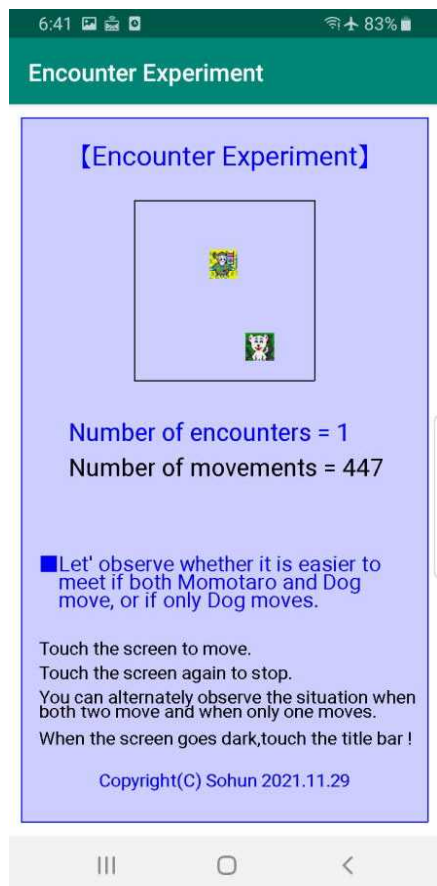 6:41 83%
Encounter Experiment
【Encounter Experiment】
Number of encounters = 1
Number of movements = 447
■Let' observe whether it is easier to
meet if both Momotaro and Dog
move, or if only Dog moves.
Touch the screen to move.
Touch the screen again to stop.
You can alternately observe the situation when
both two move and when only one moves.
When the screen goes dark,touch the title bar !
Copyright(C) Sohun 2021.11.29